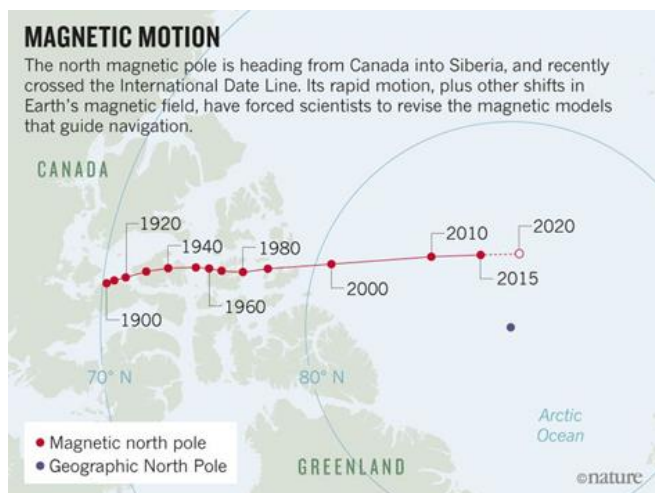 MAGNETIC MOTION
The north magnetic pole is heading from Canada into Siberia, and recently
crossed the International Date Line. Its rapid motion, plus other shifts in
Earth's magnetic field, have forced scientists to revise the magnetic models
that guide navigation.
CANADA
1920
1940
1980
2010
2020
1900
1960
2000
2015
70° N
80° N
Arctic
Ocean
Magnetic north pole
Geographic North Pole
GREENLAND
©nature